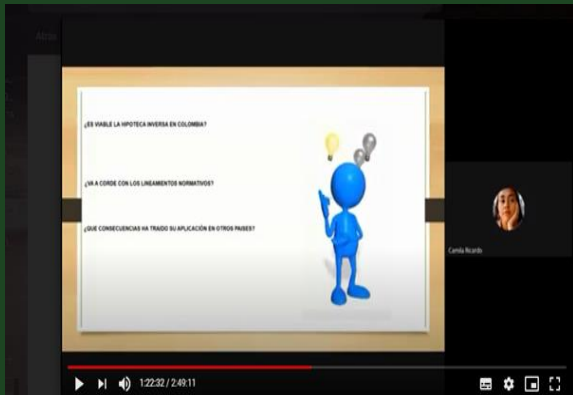 Atrás
¿ES VIABLE LA HIPOTECA INVERSA EN COLOMBIA?
¿VA A CORDE CON LOS LINEAMIENTOS NORMATIVOS?
¿QUE CONSECUENCIAS HA TRAIDO SU APLICACIÓN EN OTROS PAISES?
Camila Ricardo
1:22:32 / 2:49:11